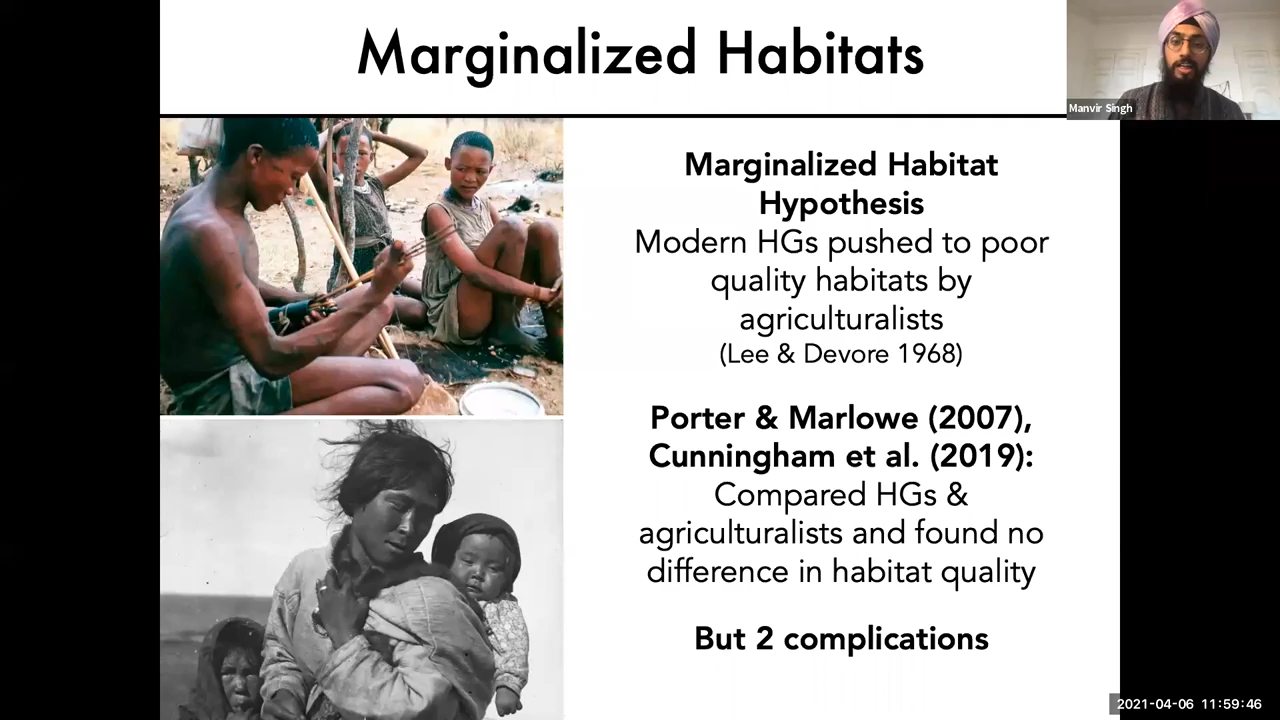 Marginalized Habitats
Manvir Singh
Marginalized Habitat
Hypothesis
Modern HGs pushed to poor
quality habitats by
agriculturalists
(Lee & Devore 1968)
Porter & Marlowe (2007),
Cunningham et al. (2019):
Compared HGs &
agriculturalists and found no
difference in habitat quality
But 2 complications
2021-04-06 11:59:46